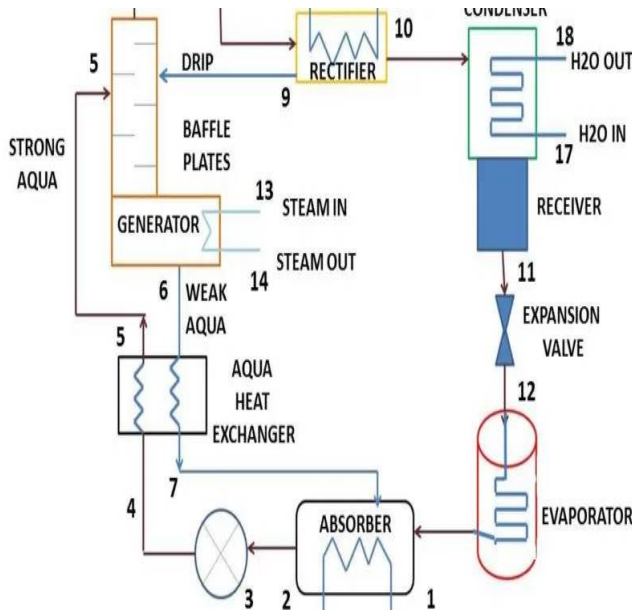 CONDENSER
10
18
5
DRIP
RECTIFIER
H2O OUT
9
BAFFLE
PLATES
H2O IN
17
STRONG
AQUA
13
GENERATOR
STEAM IN
RECEIVER
STEAM OUT
14
11
6
WEAK
AQUA
EXPANSION
VALVE
5
AQUA
HEAT
EXCHANGER
12
7
4
ABSORBER
EVAPORATOR
3
2
1